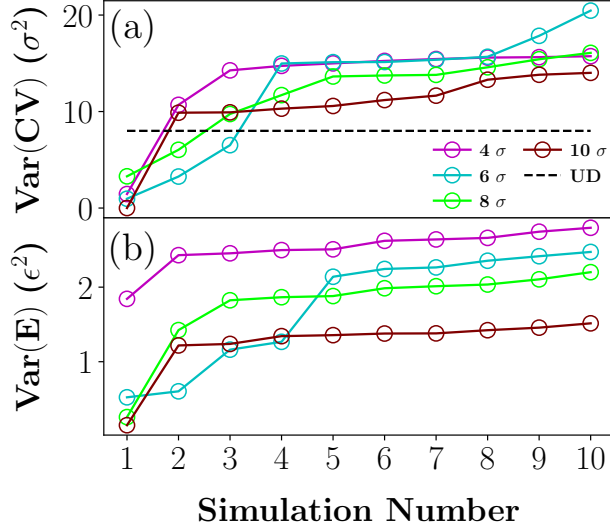 (a)
Var(CV) (σ²)
20
10
0
4 σ
6 σ
8 σ
10 σ
UD
(b)
Var(E) (ϵ²)
2
1
1 2 3 4 5 6 7 8 9 10
Simulation Number